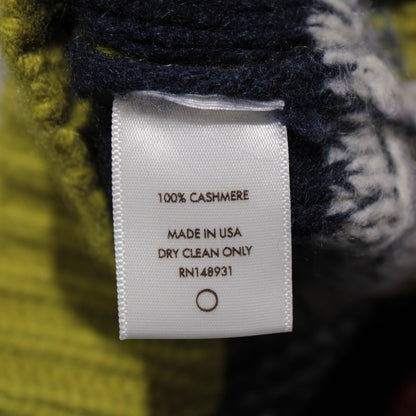 100% CASHMERE
MADE IN USA
DRY CLEAN ONLY
RN148931